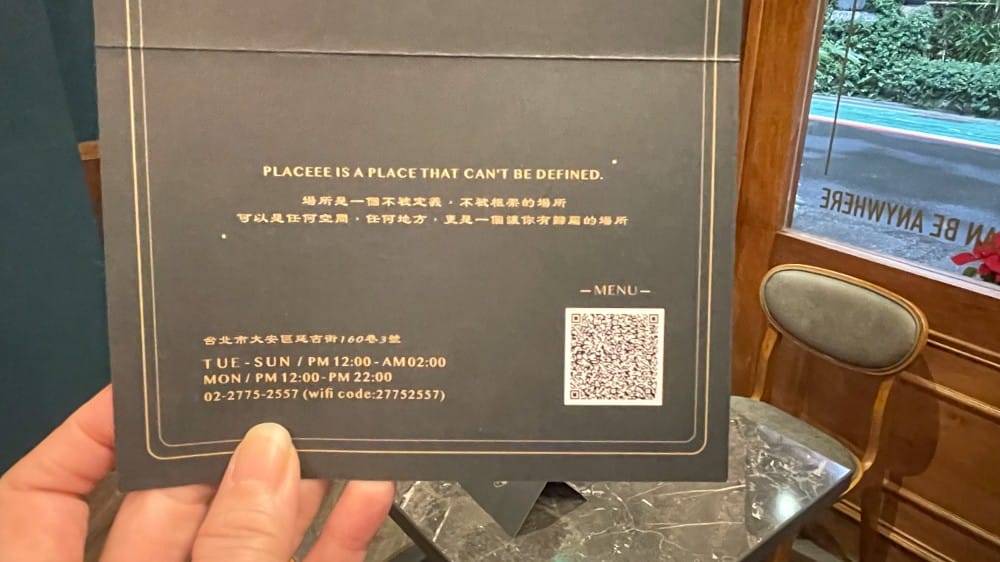 PLACEEE IS A PLACE THAT CAN'T BE DEFINED.
場所是一個不被定義，不被框架的場所
可以是任何空間，任何地方，更是一個讓你有歸屬的場所
—MENU—
台北市大安區延吉街160巷3號
TUE-SUN / PM 12:00-AM02:00
MON / PM 12:00-PM 22:00
02-2775-2557 (wifi code:27752557)
AN BE ANYWHERE